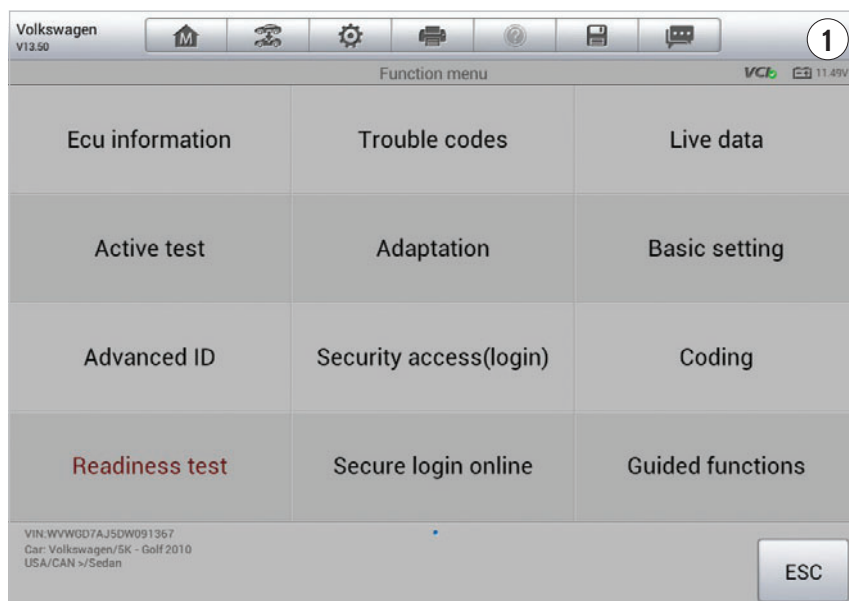 Volkswagen
V13.50
1
Function menu
VCI 11.49V
Ecu information Trouble codes Live data
Active test Adaptation Basic setting
Advanced ID Security access(login) Coding
Readiness test Secure login online Guided functions
VIN:WVWGD7AJ5DW091367
Car: Volkswagen/5K - Golf 2010
USA/CAN >/Sedan
ESC